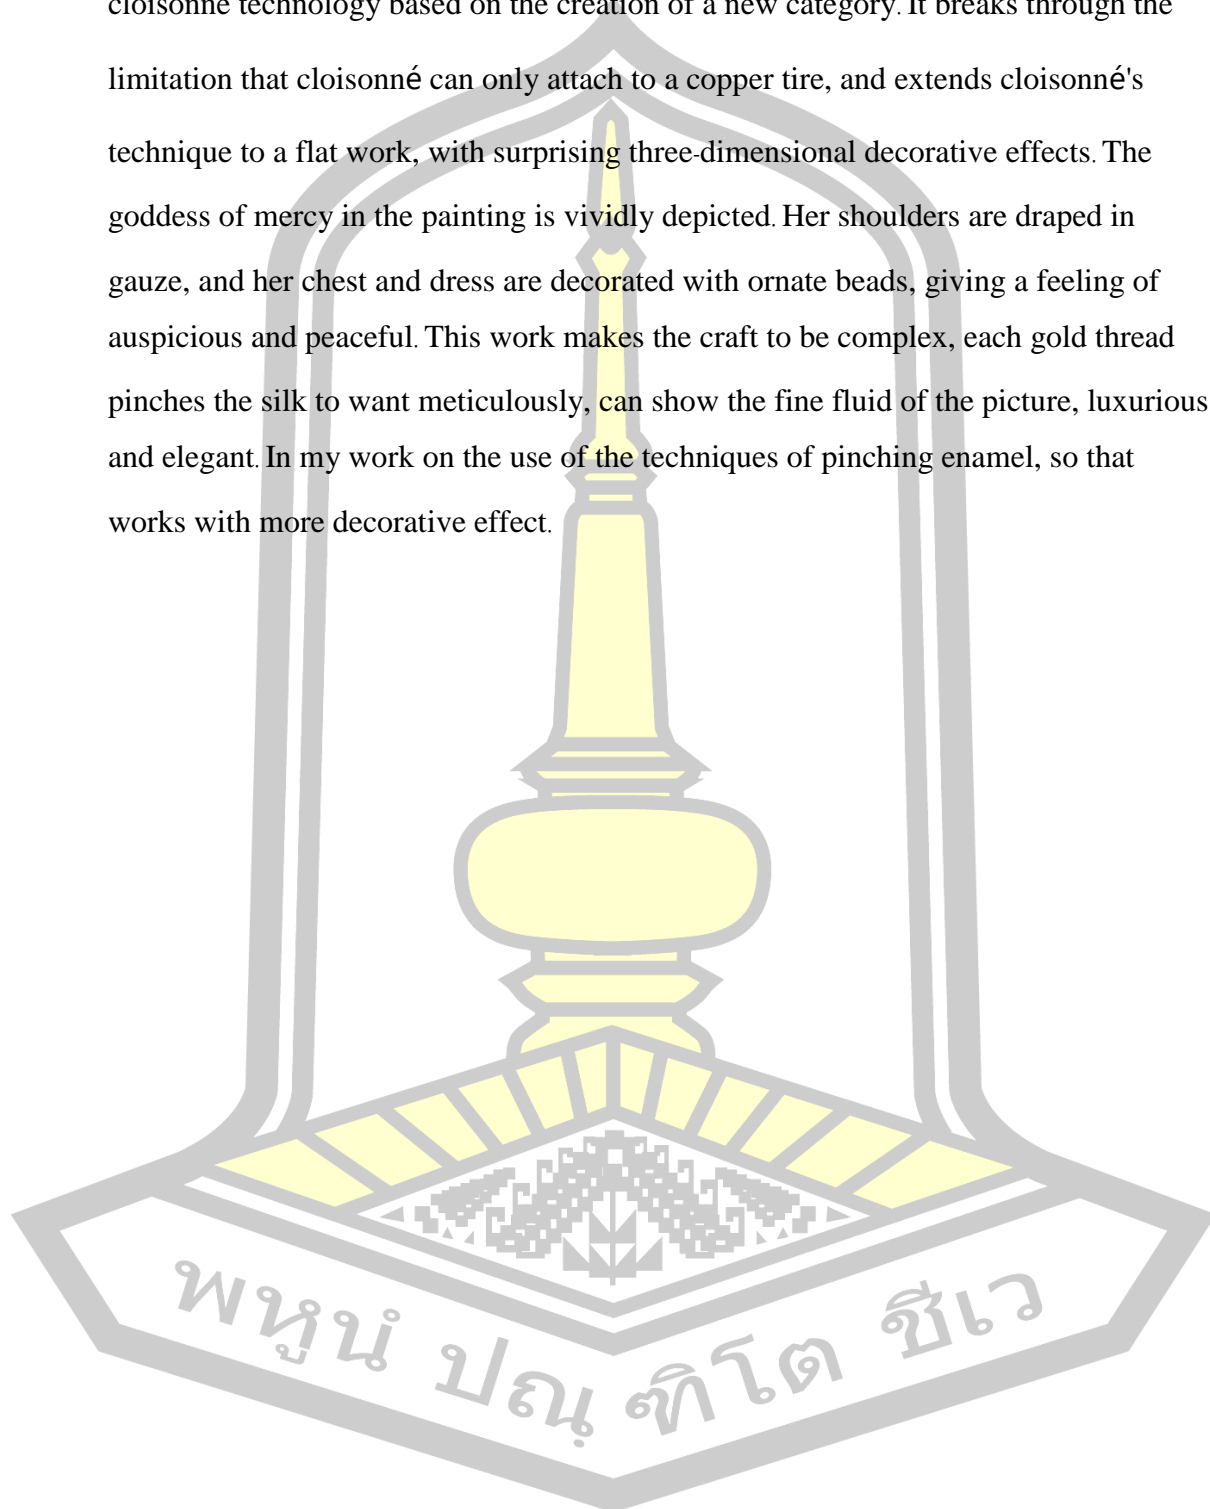 cloisonné technology based on the creation of a new category. It breaks through the
limitation that cloisonné can only attach to a copper tire, and extends cloisonné's
technique to a flat work, with surprising three-dimensional decorative effects. The
goddess of mercy in the painting is vividly depicted. Her shoulders are draped in
gauze, and her chest and dress are decorated with ornate beads, giving a feeling of
auspicious and peaceful. This work makes the craft to be complex, each gold thread
pinches the silk to want meticulously, can show the fine fluid of the picture, luxurious
and elegant. In my work on the use of the techniques of pinching enamel, so that
works with more decorative effect.
พหูนํ ปณฺ ฑิโต ชีเว